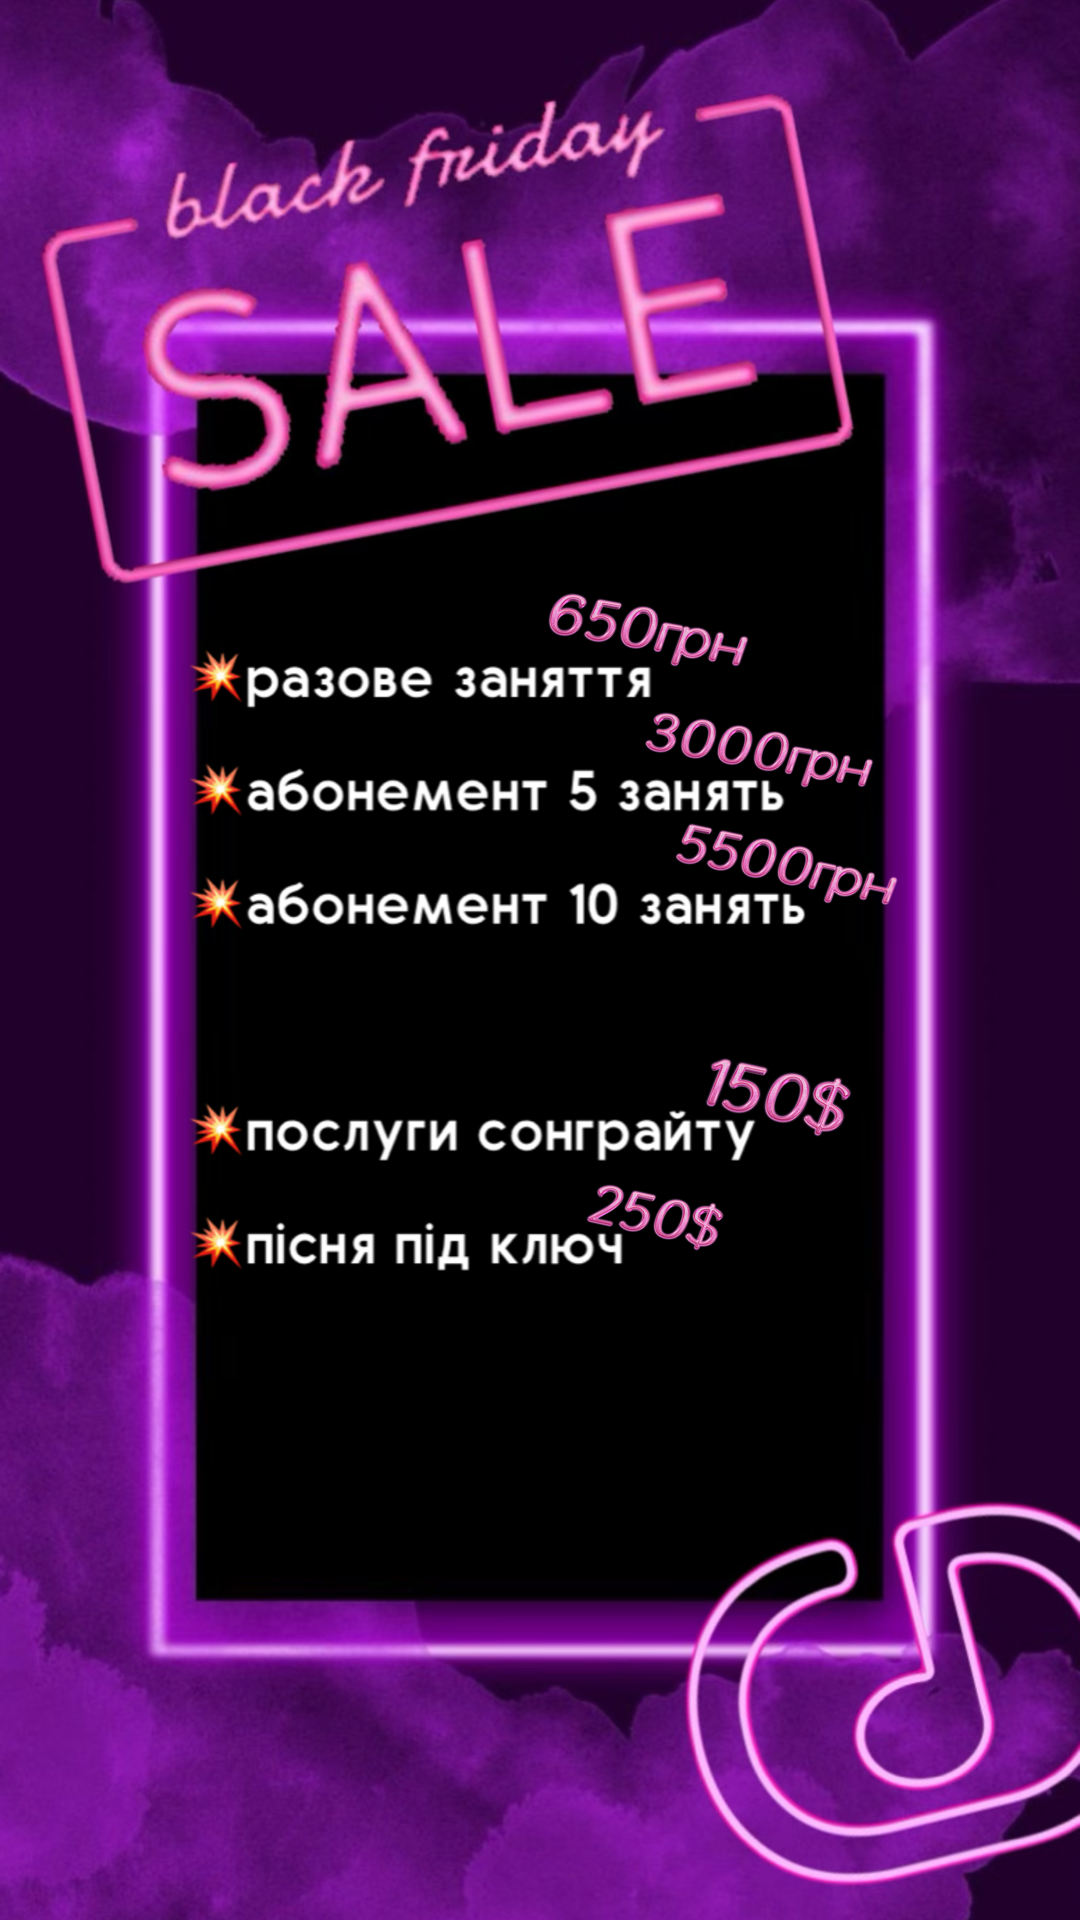 black friday
SALE
650грн
💥разове заняття
3000грн
💥абонемент 5 занять
5500грн
💥абонемент 10 занять
150$
💥послуги сонграйту
250$
💥пісня під ключ